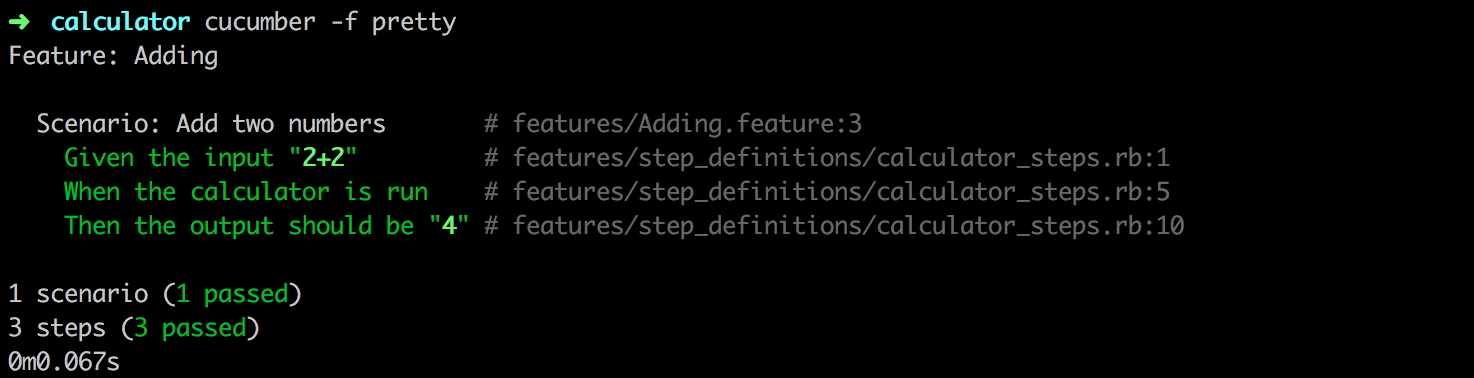 ➜ calculator cucumber -f pretty
Feature: Adding
Scenario: Add two numbers # features/Adding.feature:3
Given the input "2+2" # features/step_definitions/calculator_steps.rb:1
When the calculator is run # features/step_definitions/calculator_steps.rb:5
Then the output should be "4" # features/step_definitions/calculator_steps.rb:10
1 scenario (1 passed)
3 steps (3 passed)
0m0.067s